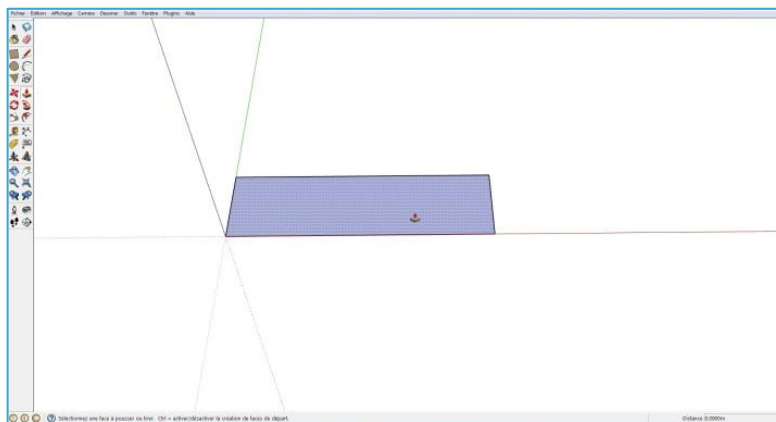 Fichier Edition Affichage Caméra Dessiner Outils Fenêtre Plugins Aide
Sélectionnez une face à pousser ou tirer. Ctrl = activer/désactiver la création de faces de départ.
Distance 0,0000m